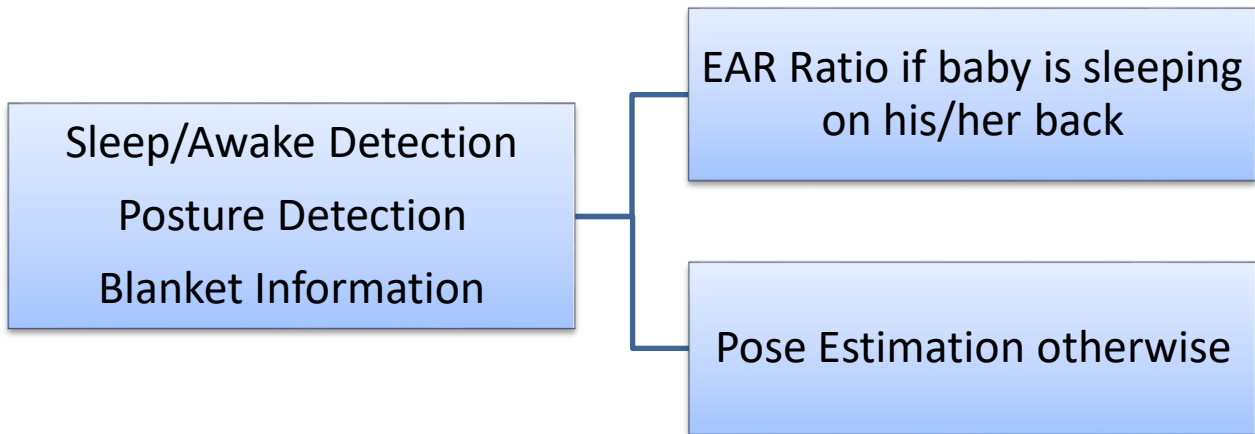 Sleep/Awake Detection
Posture Detection
Blanket Information
EAR Ratio if baby is sleeping
on his/her back
Pose Estimation otherwise